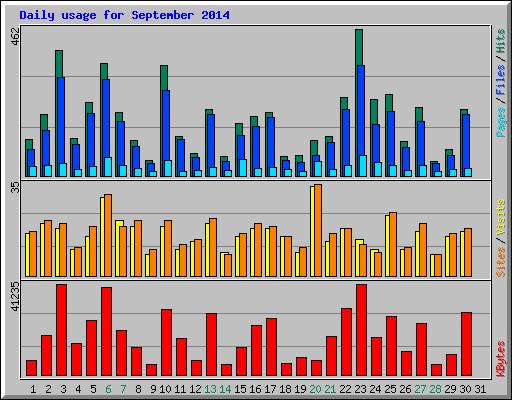 Daily usage for September 2014
462
Pages/Files/Hits
35
Sites/Visits
41235
KBytes
1 2 3 4 5 6 7 8 9 10 11 12 13 14 15 16 17 18 19 20 21 22 23 24 25 26 27 28 29 30 31